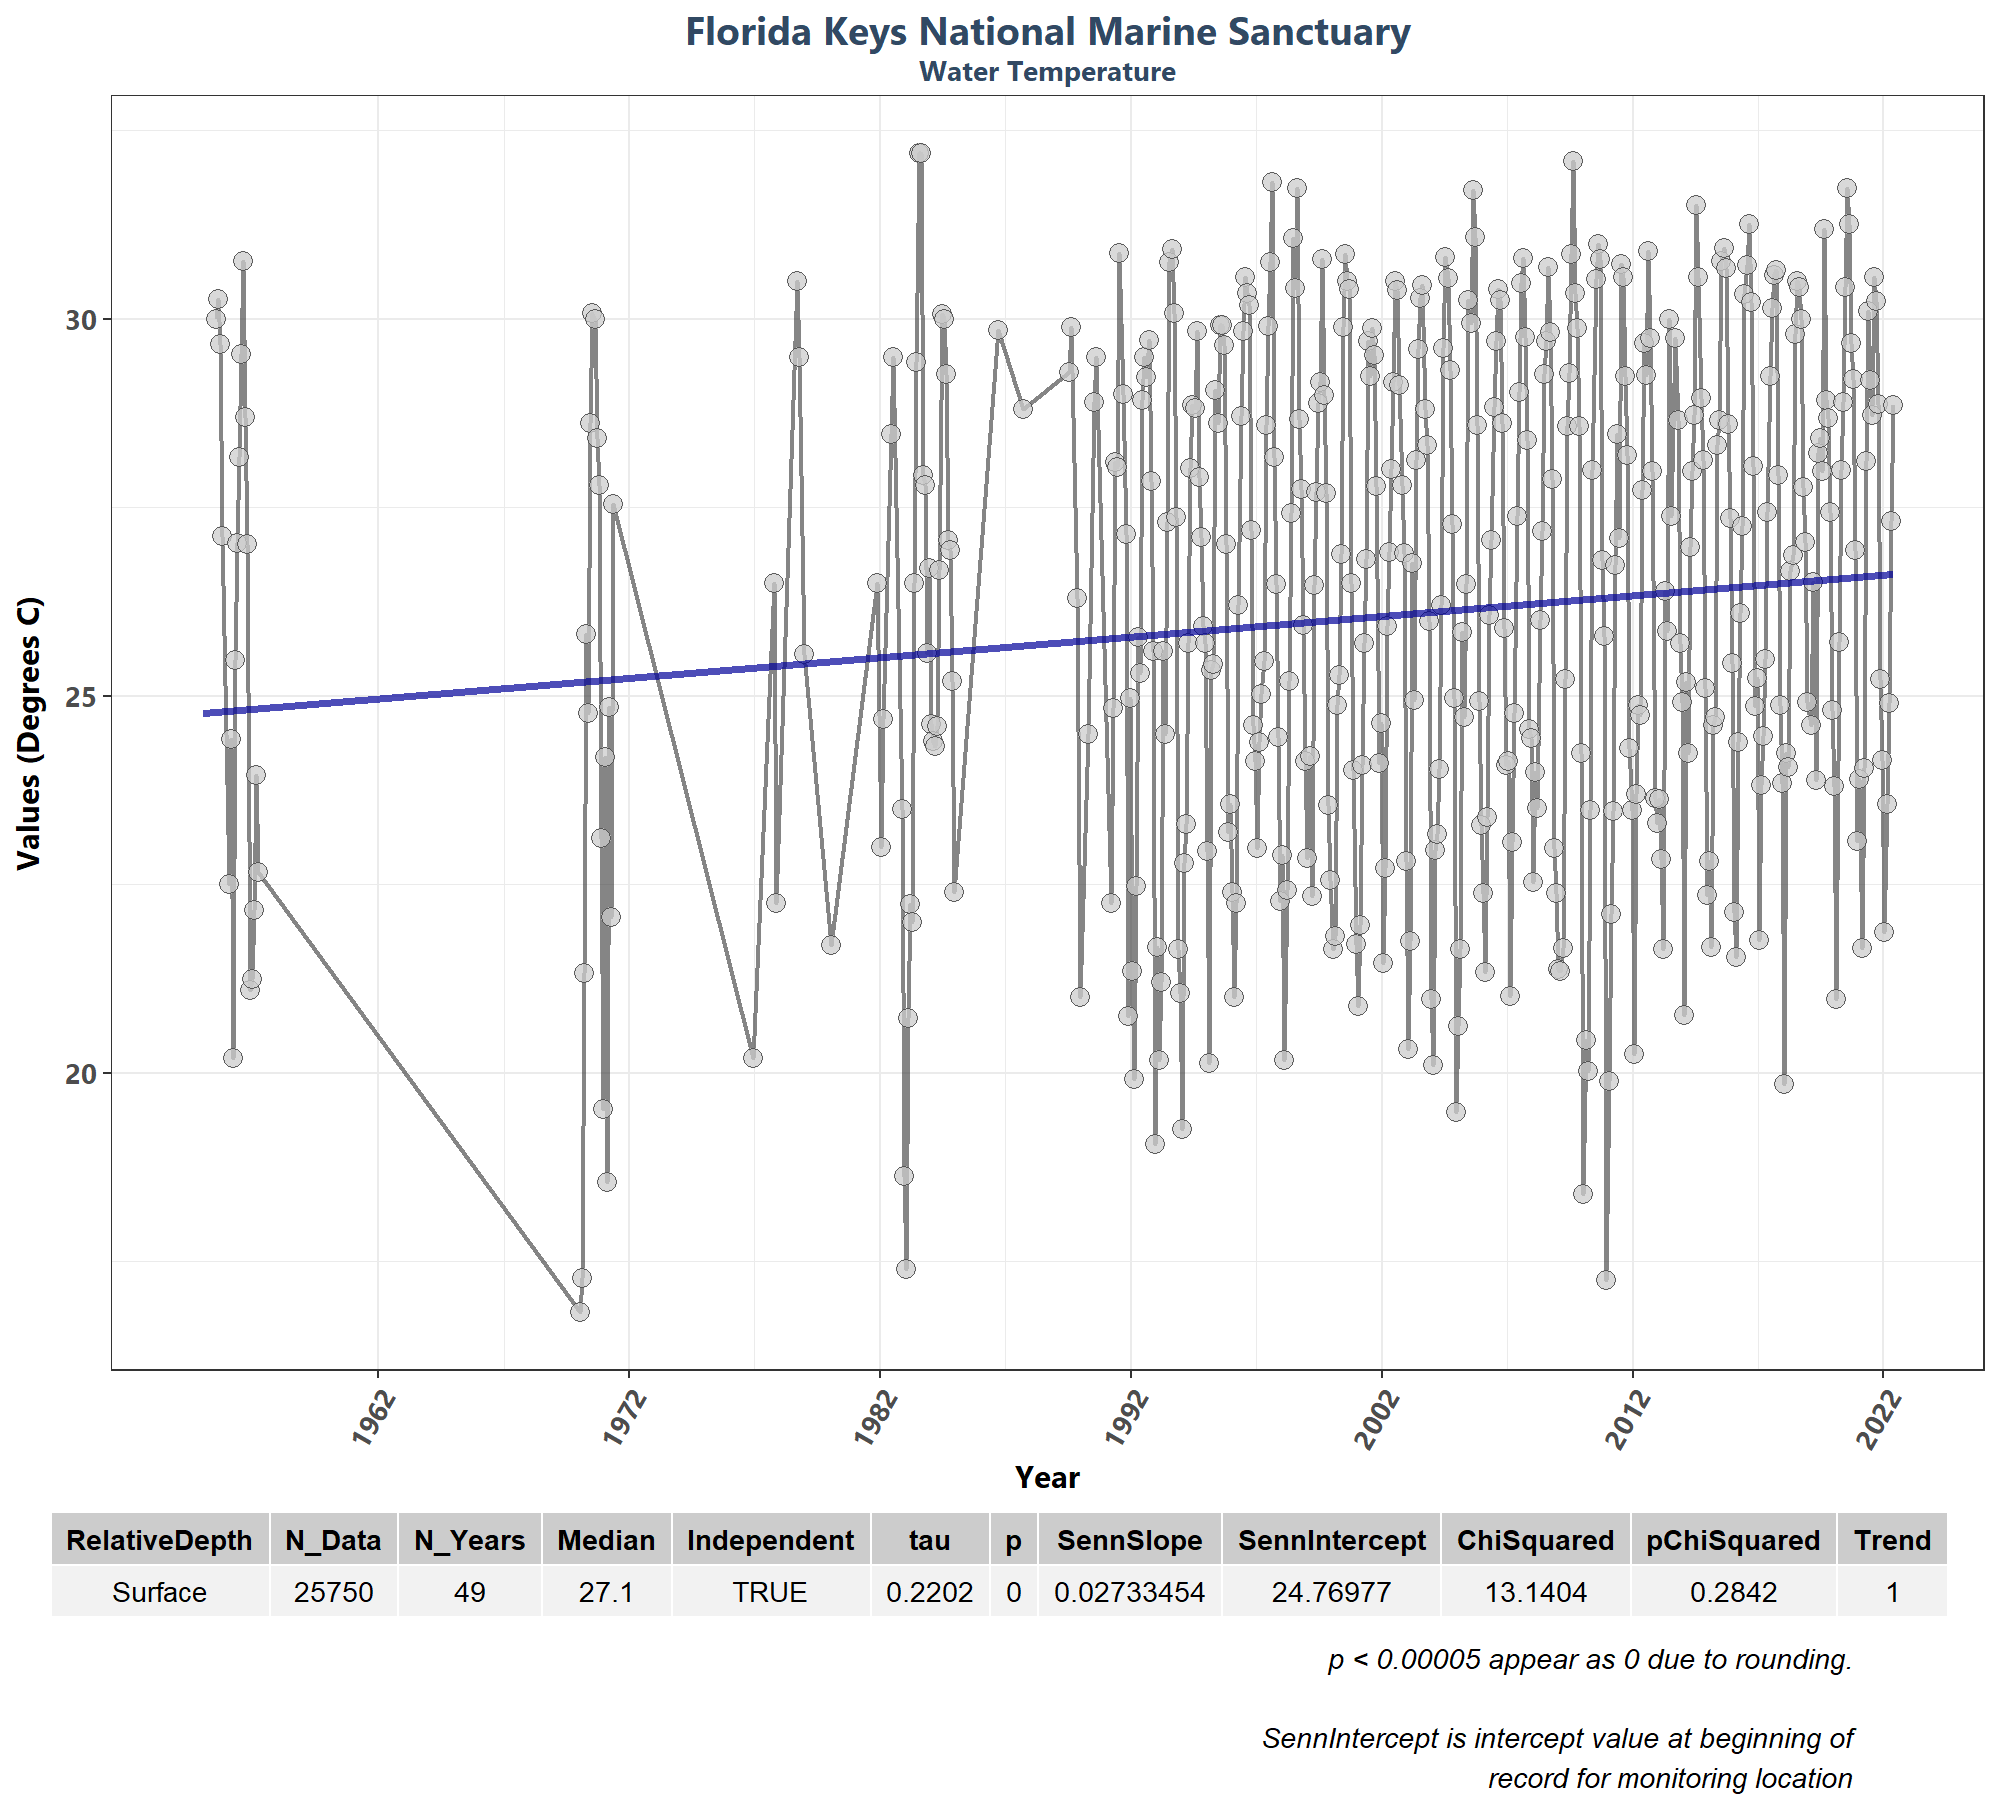 Florida Keys National Marine Sanctuary
Water Temperature
Values (Degrees C)
30
25
20
1962 1972 1982 1992 2002 2012 2022
Year
RelativeDepth N_Data N_Years Median Independent tau p SennSlope SennIntercept ChiSquared pChiSquared Trend
Surface 25750 49 27.1 TRUE 0.2202 0 0.02733454 24.76977 13.1404 0.2842 1
p < 0.00005 appear as 0 due to rounding.
SennIntercept is intercept value at beginning of
record for monitoring location